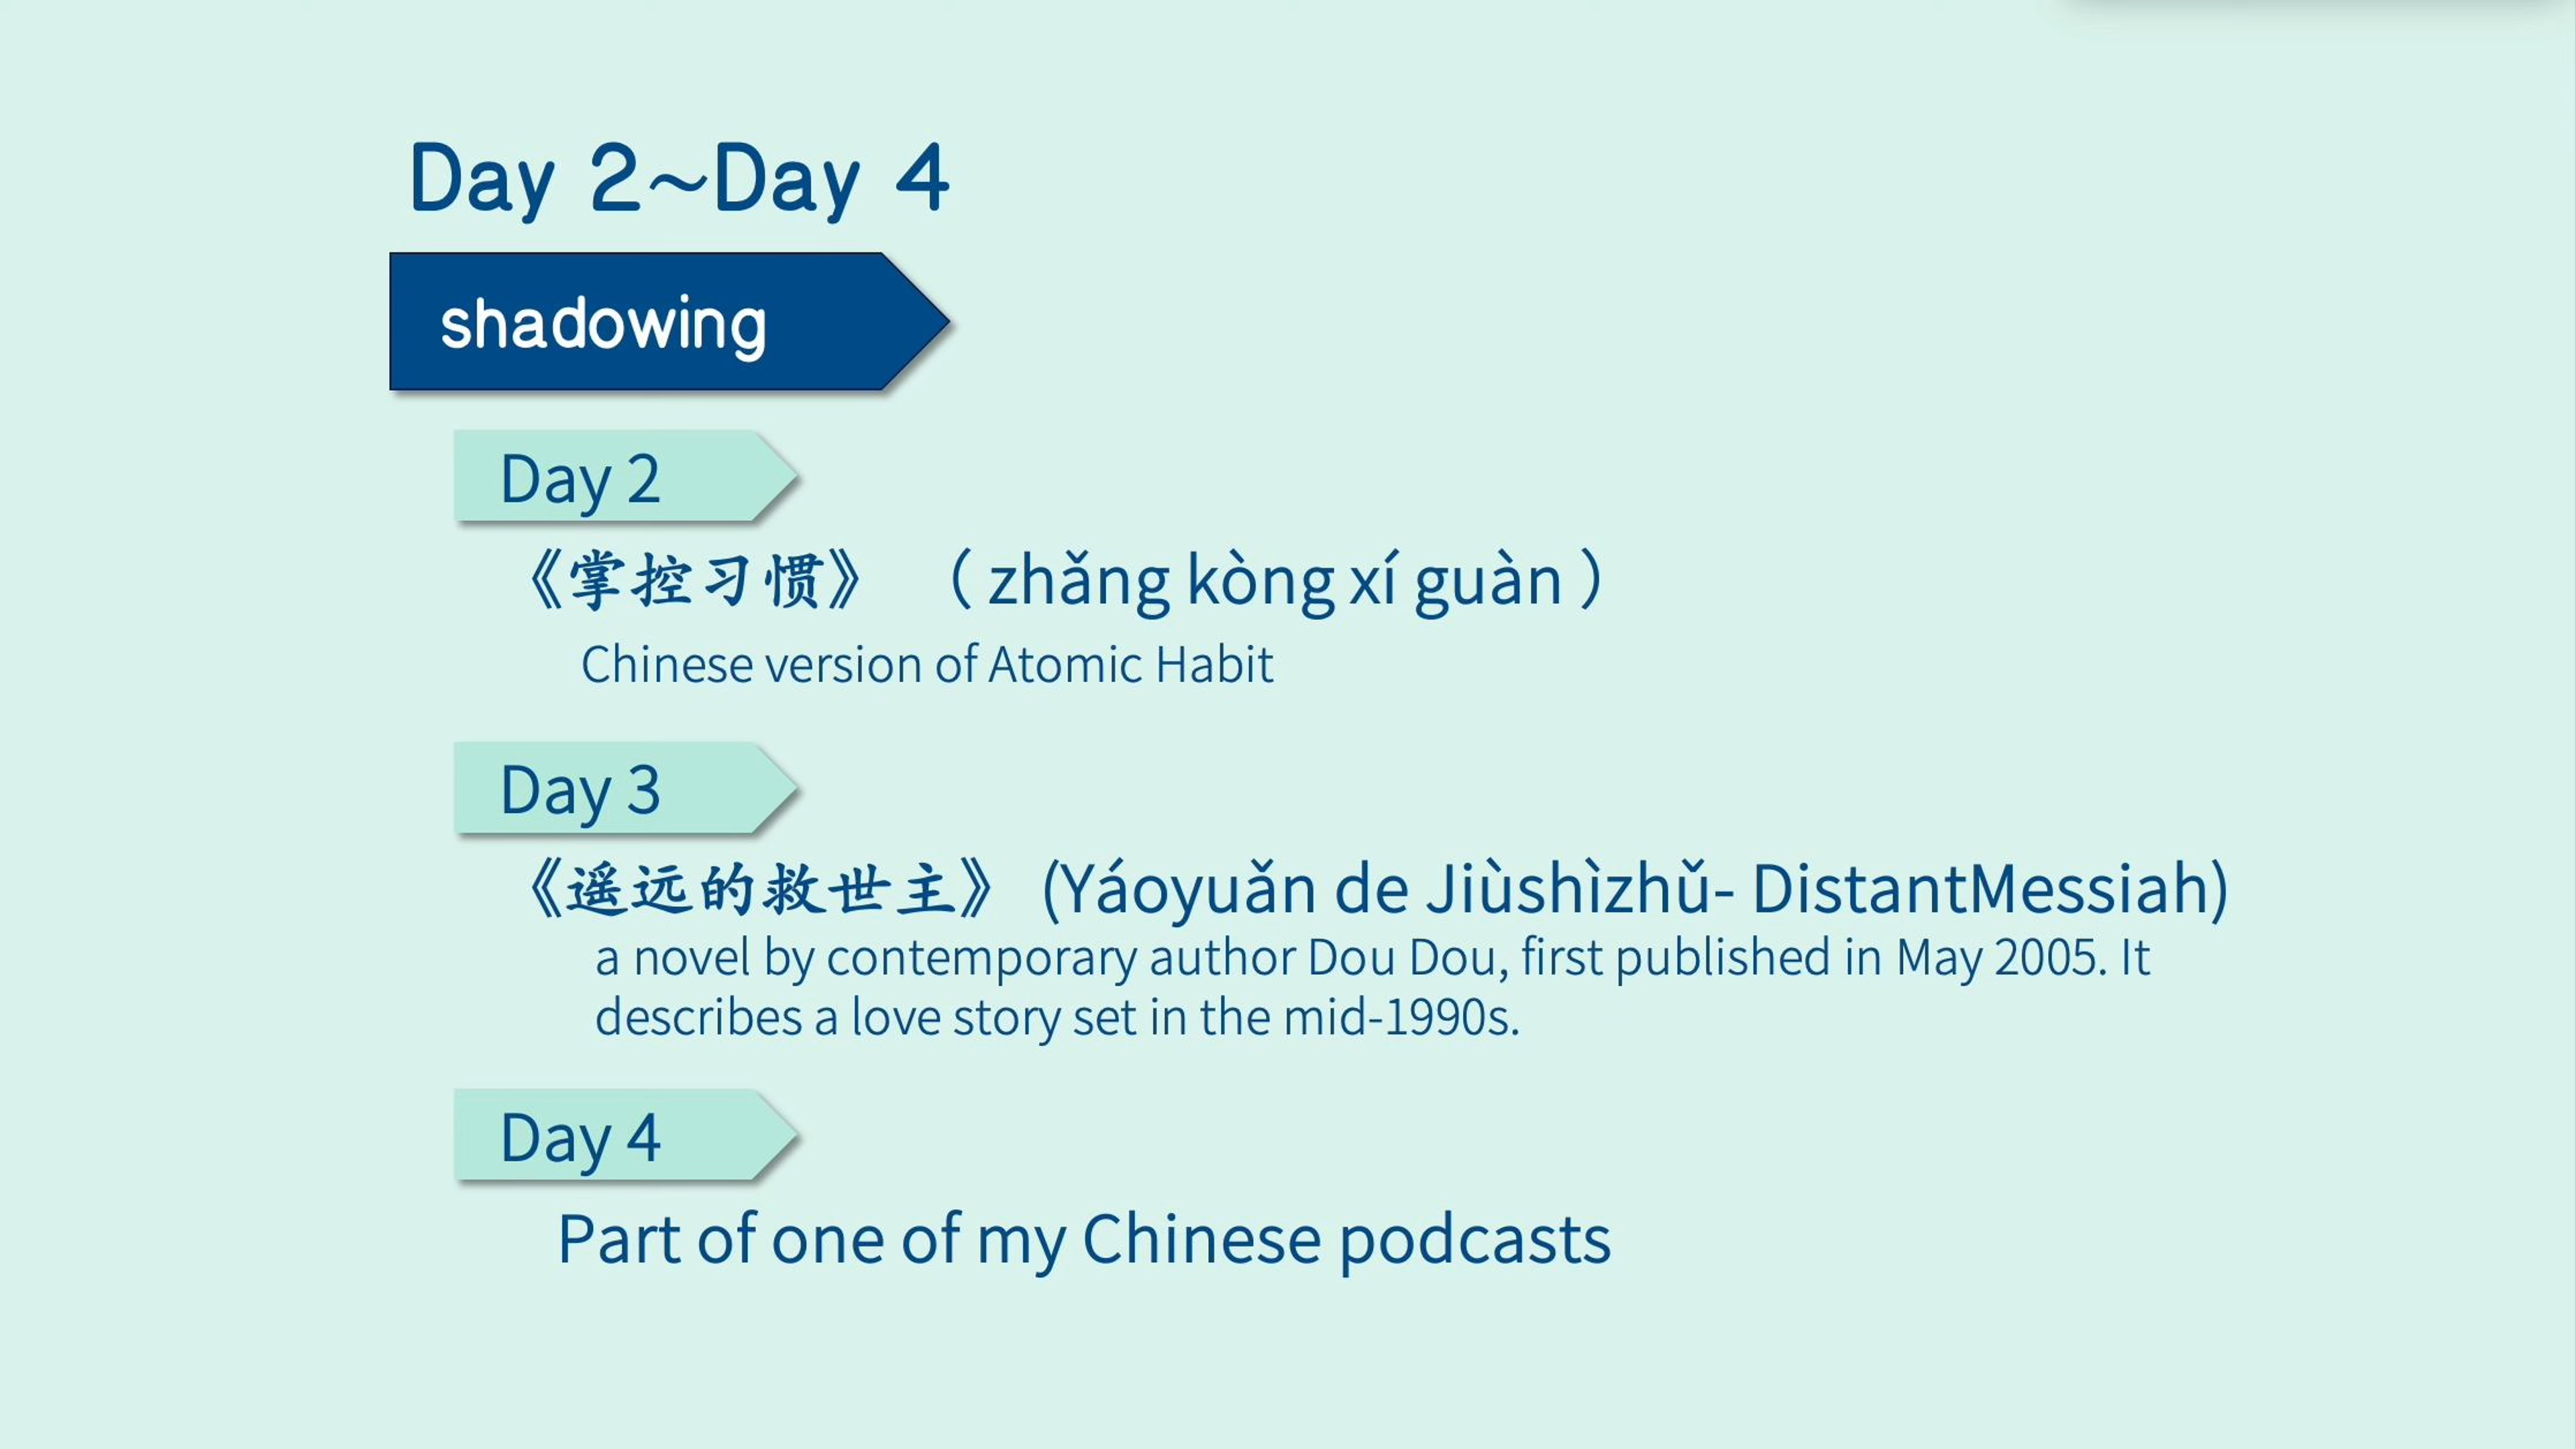 Day 2~Day 4
shadowing
Day 2
《掌控习惯》 （ zhǎng kòng xí guàn ）
Chinese version of Atomic Habit
Day 3
《遥远的救世主》 (Yáoyuǎn de Jiùshìzhǔ- DistantMessiah)
a novel by contemporary author Dou Dou, first published in May 2005. It
describes a love story set in the mid-1990s.
Day 4
Part of one of my Chinese podcasts